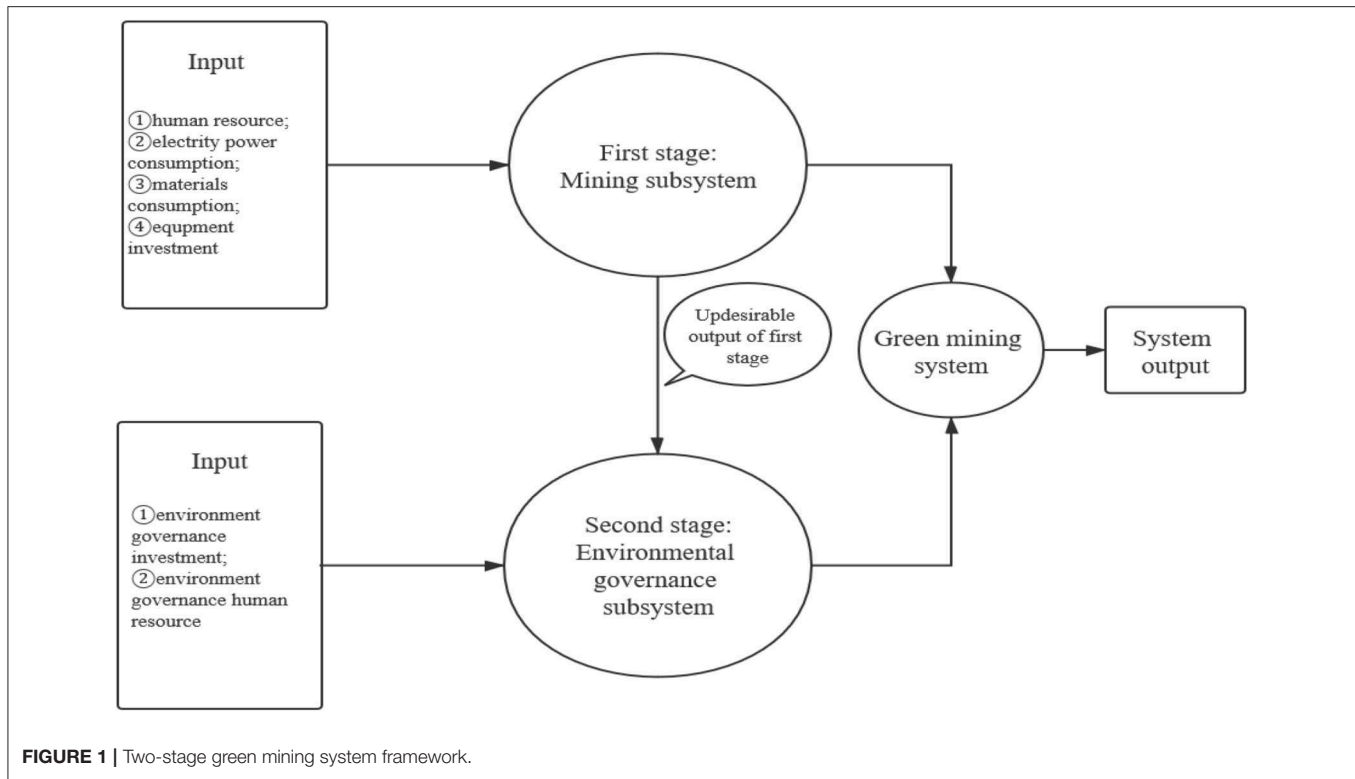 Input
①human resource;
②electrity power
consumption;
③materials
consumption;
④equpment
investment
First stage:
Mining subsystem
Updesirable
output of first
stage
Green mining
system
System
output
Input
①environment
governance
investment;
②environment
governance human
resource
Second stage:
Environmental
governance
subsystem
FIGURE 1 | Two-stage green mining system framework.